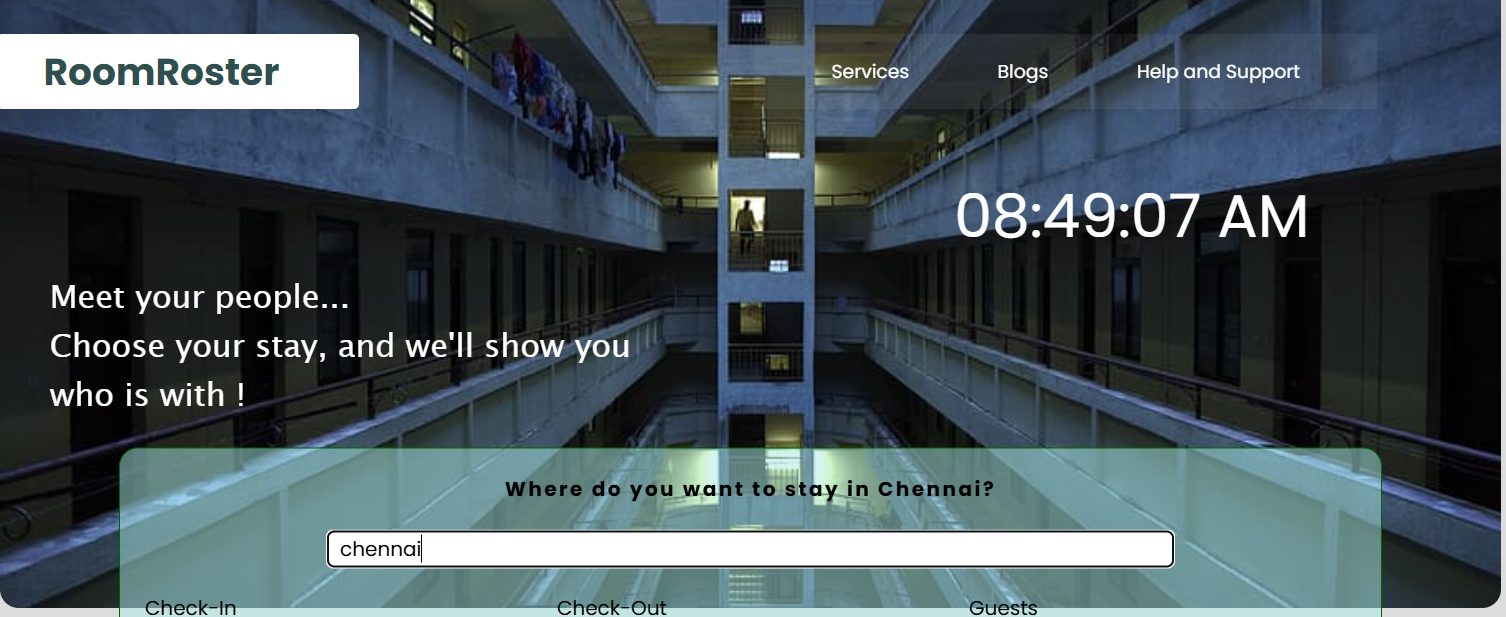 RoomRoster
Services
Blogs
Help and Support
08:49:07 AM
Meet your people...
Choose your stay, and we'll show you
who is with !
Where do you want to stay in Chennai?
chennai
Check-In
Check-Out
Guests